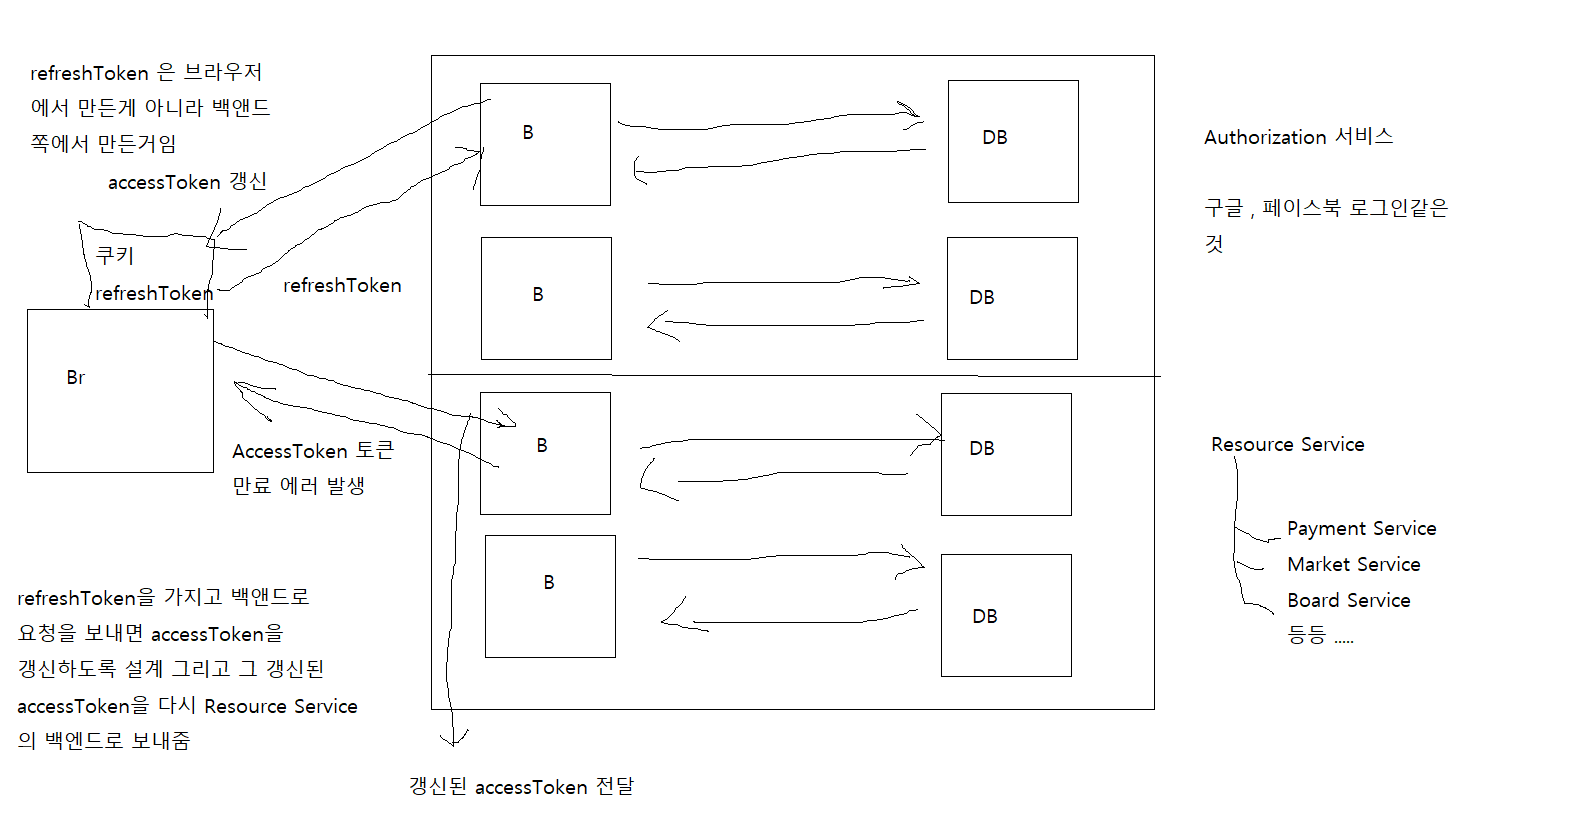 refreshToken 은 브라우저
에서 만든게 아니라 백앤드
쪽에서 만든거임
accessToken 갱신
쿠키
refreshToken
refreshToken
Br
AccessToken 토큰
만료 에러 발생
refreshToken을 가지고 백앤드로
요청을 보내면 accessToken을
갱신하도록 설계 그리고 그 갱신된
accessToken을 다시 Resource Service
의 백엔드로 보내줌
갱신된 accessToken 전달
B
DB
B
DB
B
DB
B
DB
Authorization 서비스
구글 , 페이스북 로그인같은
것
Resource Service
Payment Service
Market Service
Board Service
등등 .....